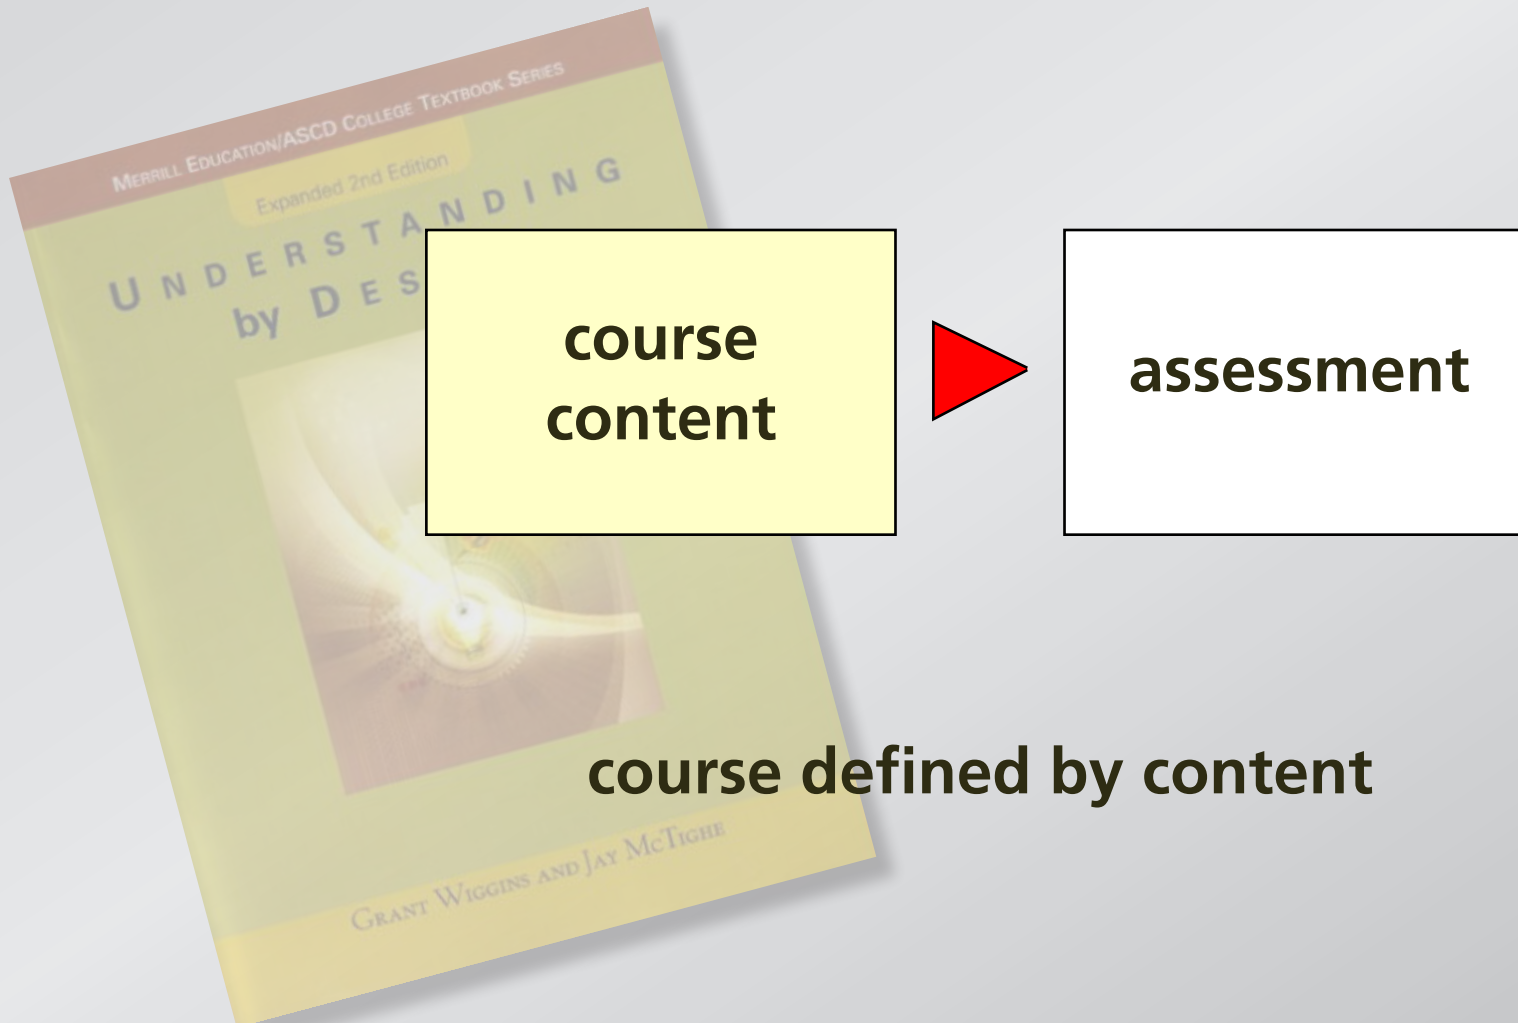 MERRILL EDUCATION/ASCD COLLEGE TEXTBOOK SERIES
Expanded 2nd Edition
UNDERSTANDING
by DES
course
content
assessment
course defined by content
GRANT WIGGINS AND JAY MCTIGHE